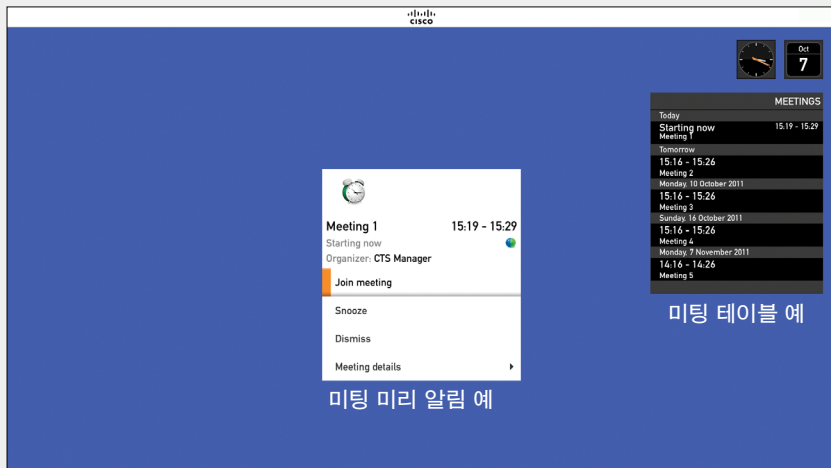 CISCO
Oct
7
MEETINGS
Today
Starting now 15:19 - 15:29
Meeting 1
Tomorrow
15:16 - 15:26
Meeting 2
Monday, 10 October 2011
15:16 - 15:26
Meeting 3
Sunday, 16 October 2011
15:16 - 15:26
Meeting 4
Monday, 7 November 2011
14:16 - 14:26
Meeting 5
미팅 테이블 예
Meeting 1 15:19 - 15:29
Starting now
Organizer: CTS Manager
Join meeting
Snooze
Dismiss
Meeting details
미팅 미리 알림 예